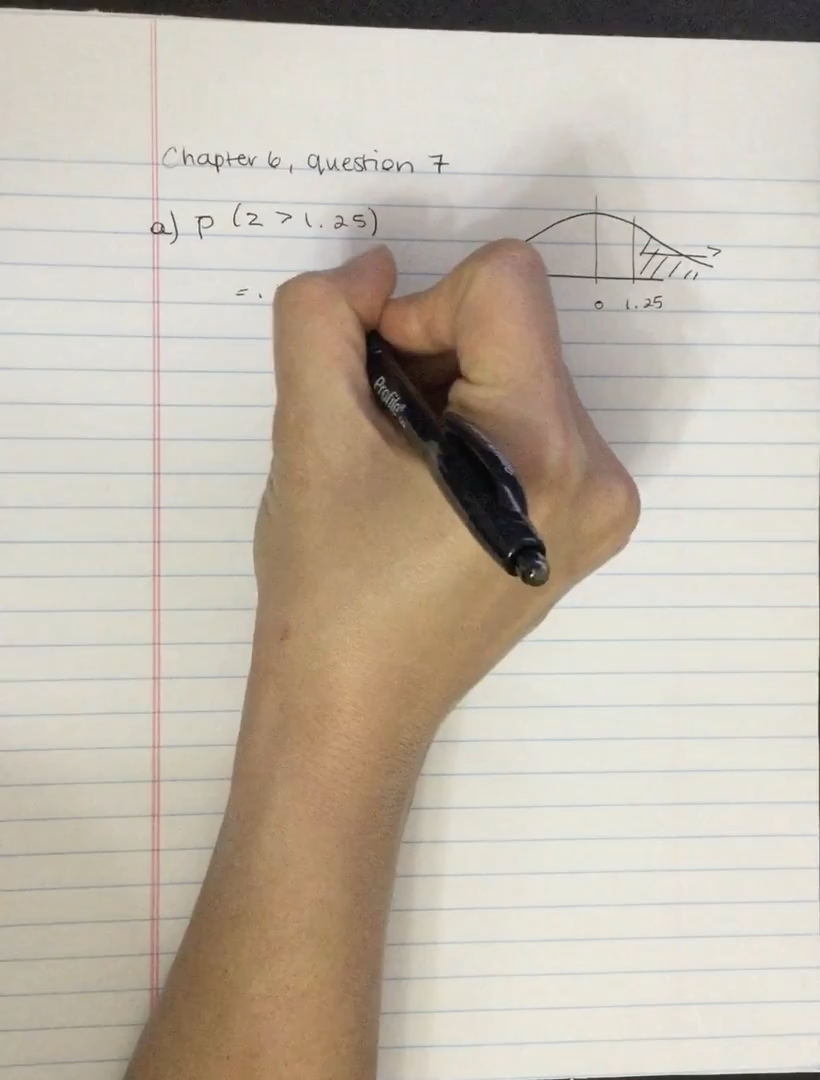 Chapter 6, question 7
a) p (z > 1.25)
= .
0 1.25
Profile